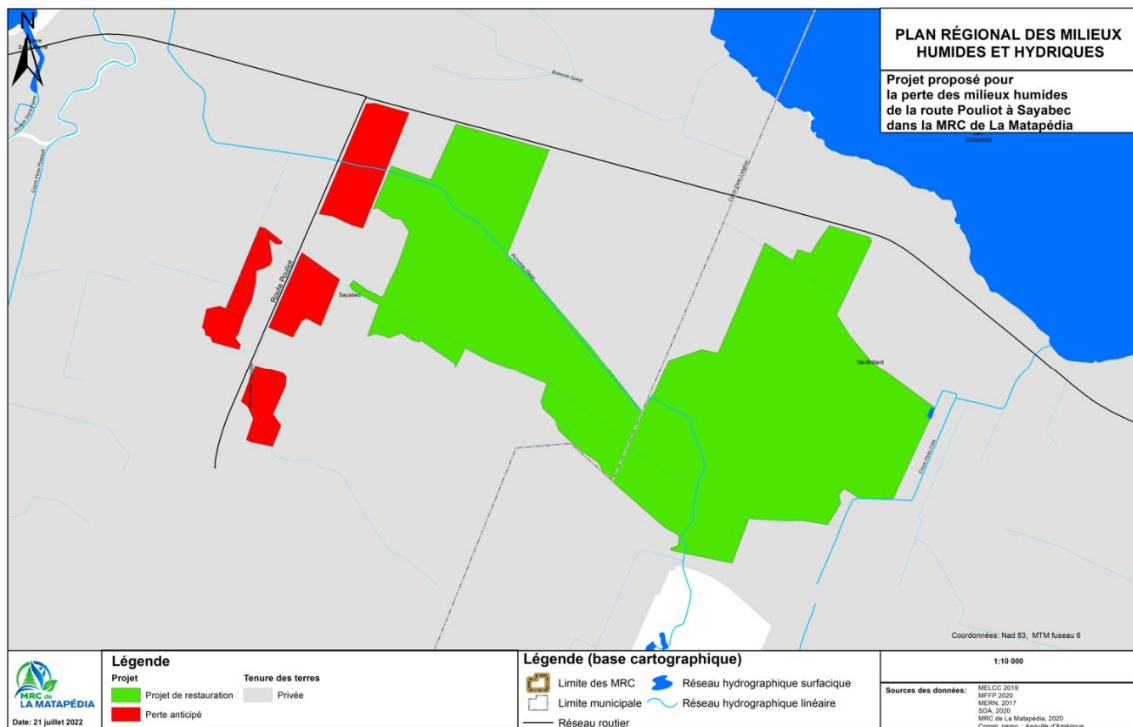 PLAN RÉGIONAL DES MILIEUX
HUMIDES ET HYDRIQUES
Projet proposé pour
la perte des milieux humides
de la route Pouliot à Sayabec
dans la MRC de La Matapédia
N
Matapédia
Route Pouliot
Sayabec
Val-Brillant
Coordonnées: Nad 83, MTM fuseau 6
MRC de
LA MATAPÉDIA
Date: 21 juillet 2022
Légende
Projet
Projet de restauration
Perte anticipé
Tenure des terres
Privée
Légende (base cartographique)
Limite des MRC
Limite municipale
Réseau routier
Réseau hydrographique surfacique
Réseau hydrographique linéaire
1:10 000
Sources des données:
MELCC 2019
MFFP 2020
MERN, 2017
SDA, 2020
MRC de La Matapédia, 2020